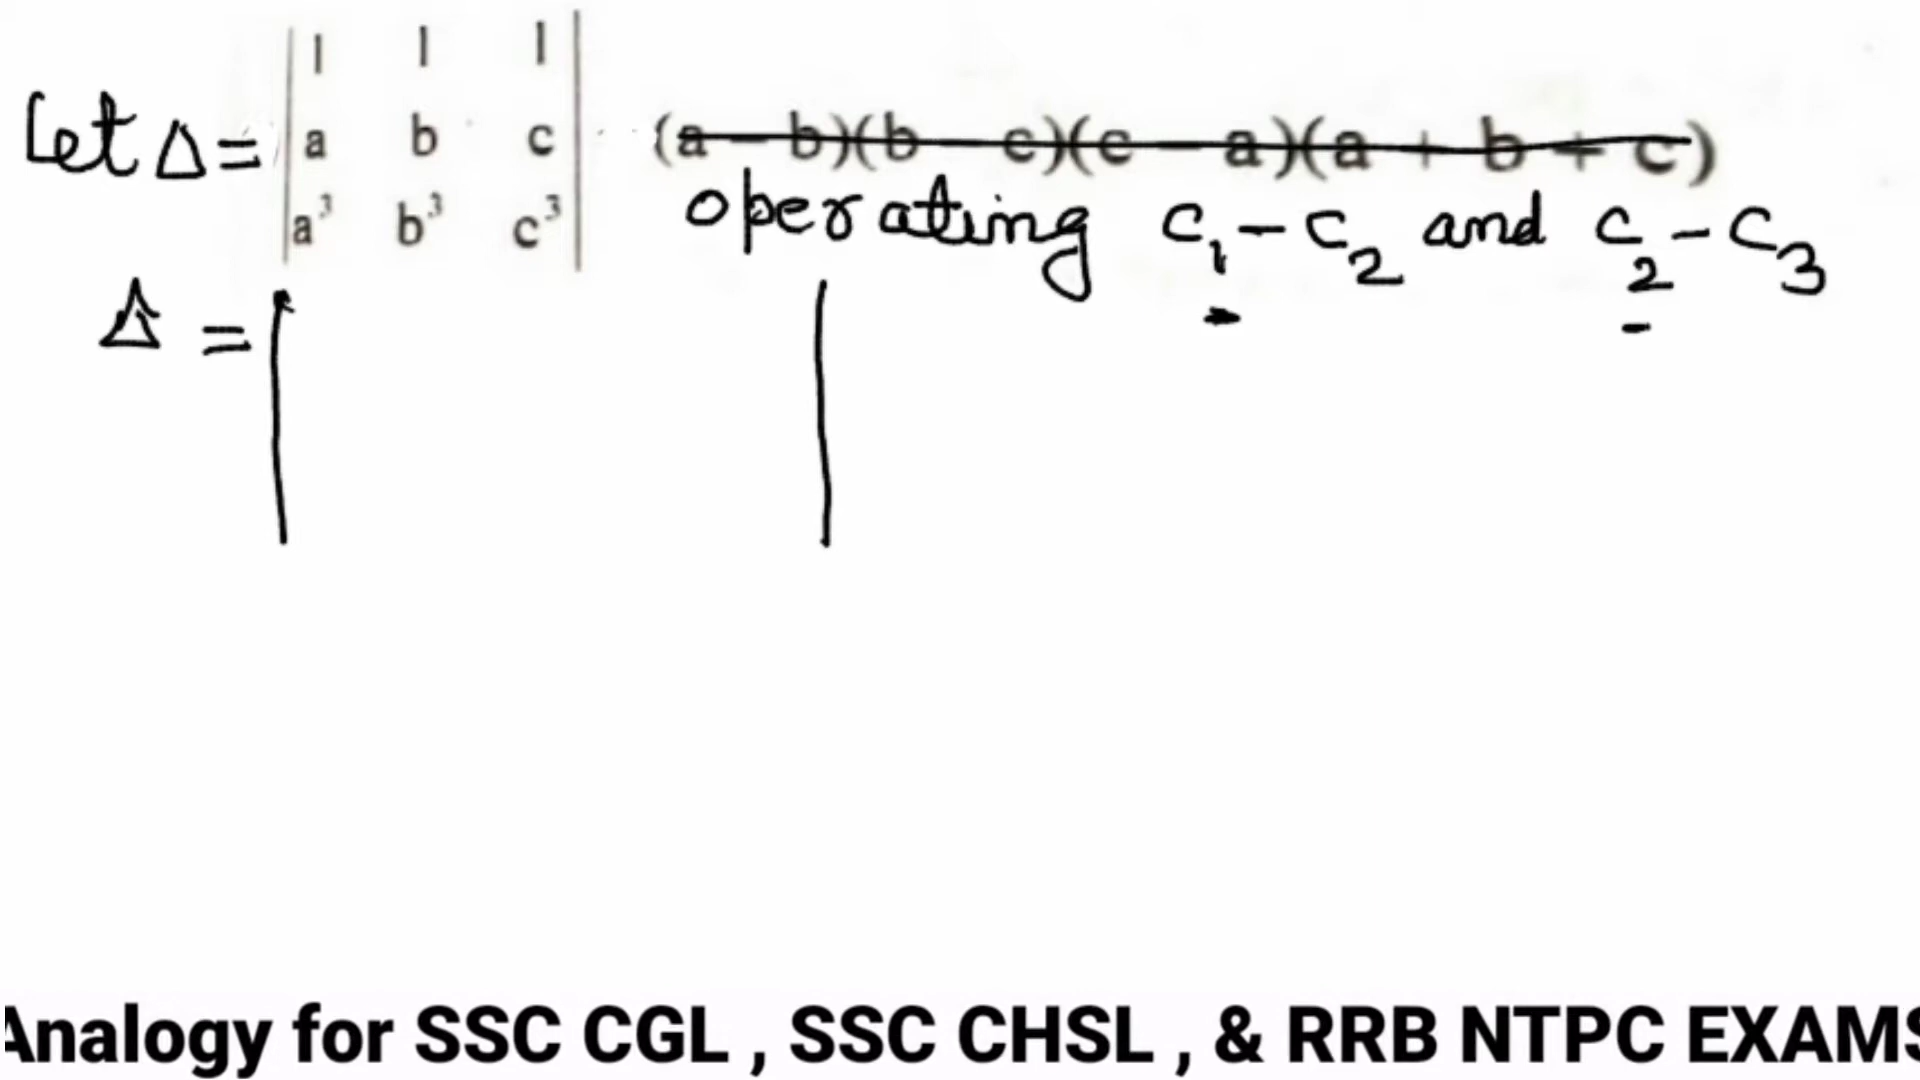 1 1 1
Let Δ = a b c (a - b)(b - c)(c - a)(a + b + c)
a³ b³ c³ operating c₁ - c₂ and c₂ - c₃
Δ =
Analogy for SSC CGL , SSC CHSL , & RRB NTPC EXAMS